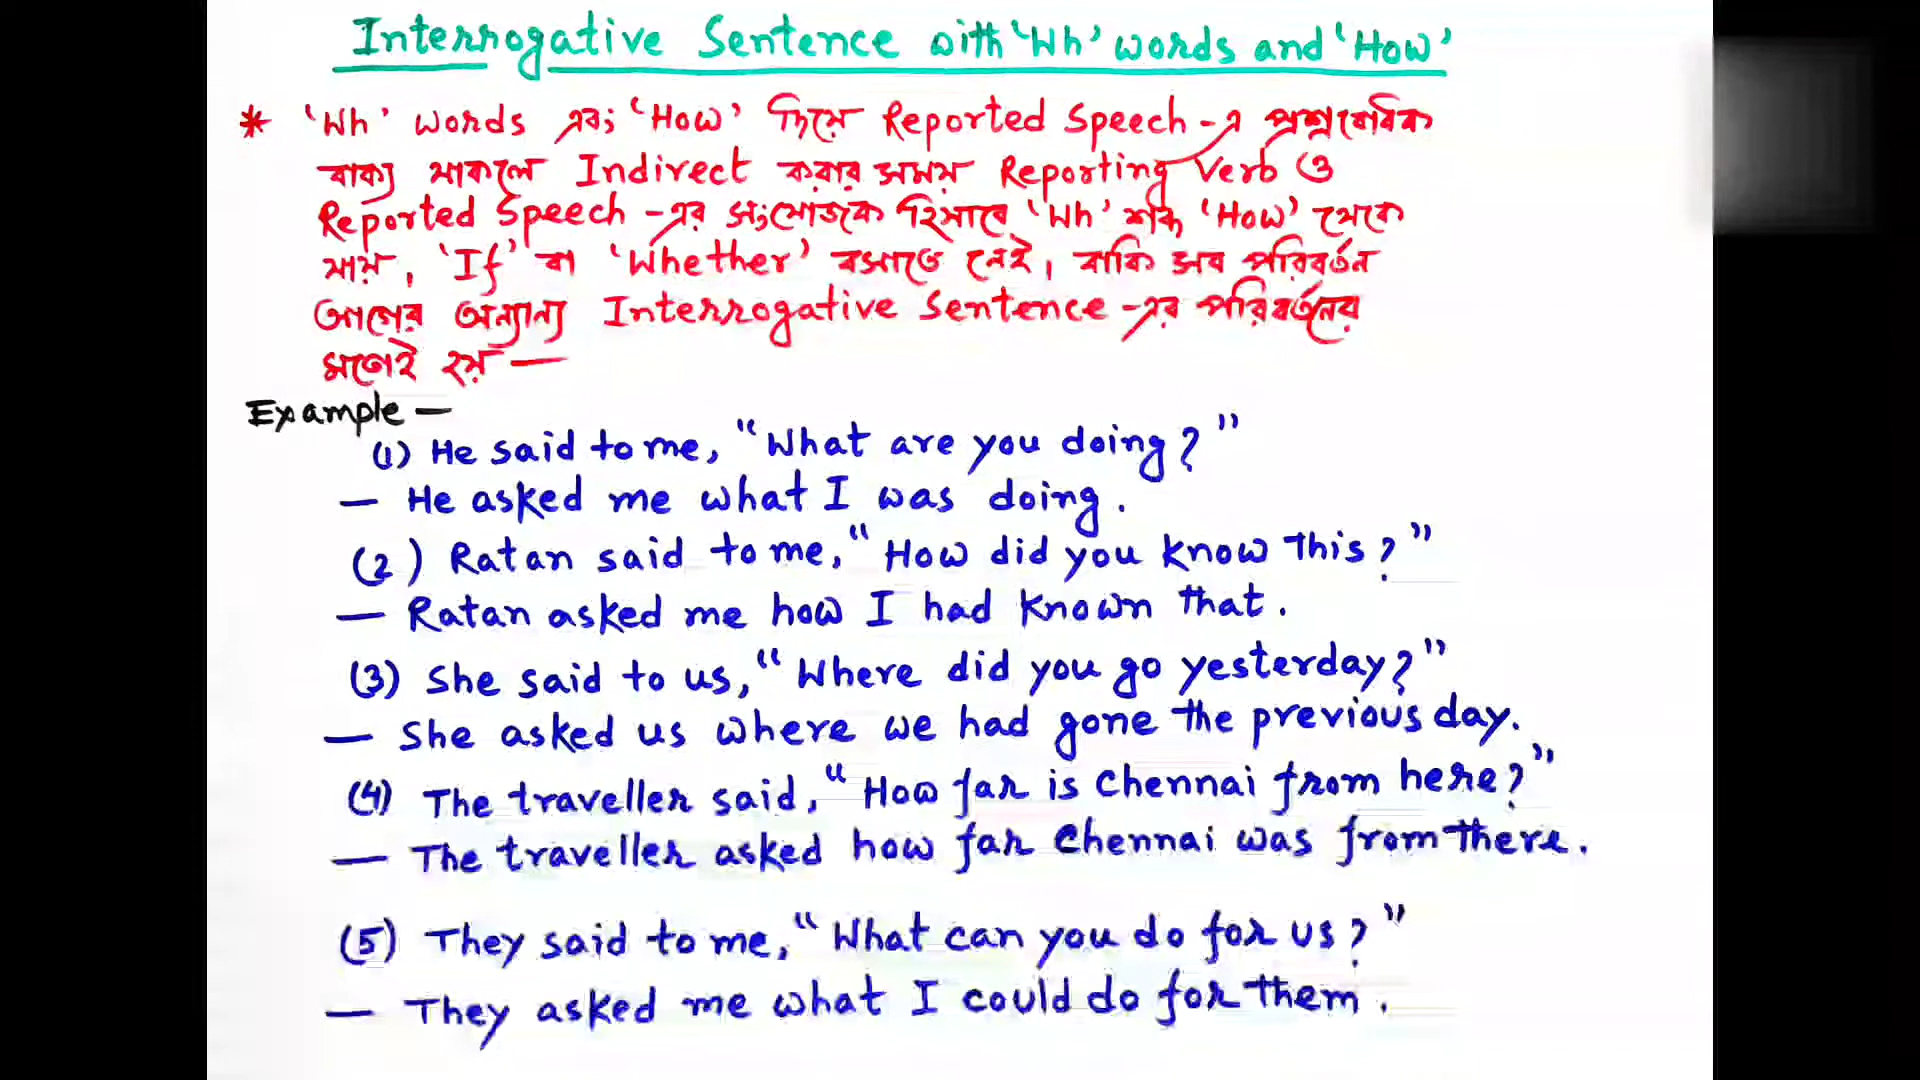 Interrogative Sentence with 'Wh' words and 'How'
* 'Wh' words এবং 'How' দিয়ে Reported Speech-এ প্রশ্নবোধক
বাক্য থাকলে Indirect করার সময় Reporting Verb ও
Reported Speech-এর সংযোজক হিসাবে 'Wh' শব্দ 'How' থেকে
যায়, 'If' বা 'Whether' বসাতে নেই, বাকি সব পরিবর্তন
আগের অন্যান্য Interrogative Sentence-এর পরিবর্তনের
মতোই হয় —
Example —
(1) He said to me, "What are you doing?"
— He asked me what I was doing.
(2) Ratan said to me, "How did you know this?"
— Ratan asked me how I had known that.
(3) She said to us, "Where did you go yesterday?"
— She asked us where we had gone the previous day.
(4) The traveller said, "How far is Chennai from here?"
— The traveller asked how far Chennai was from there.
(5) They said to me, "What can you do for us?"
— They asked me what I could do for them.